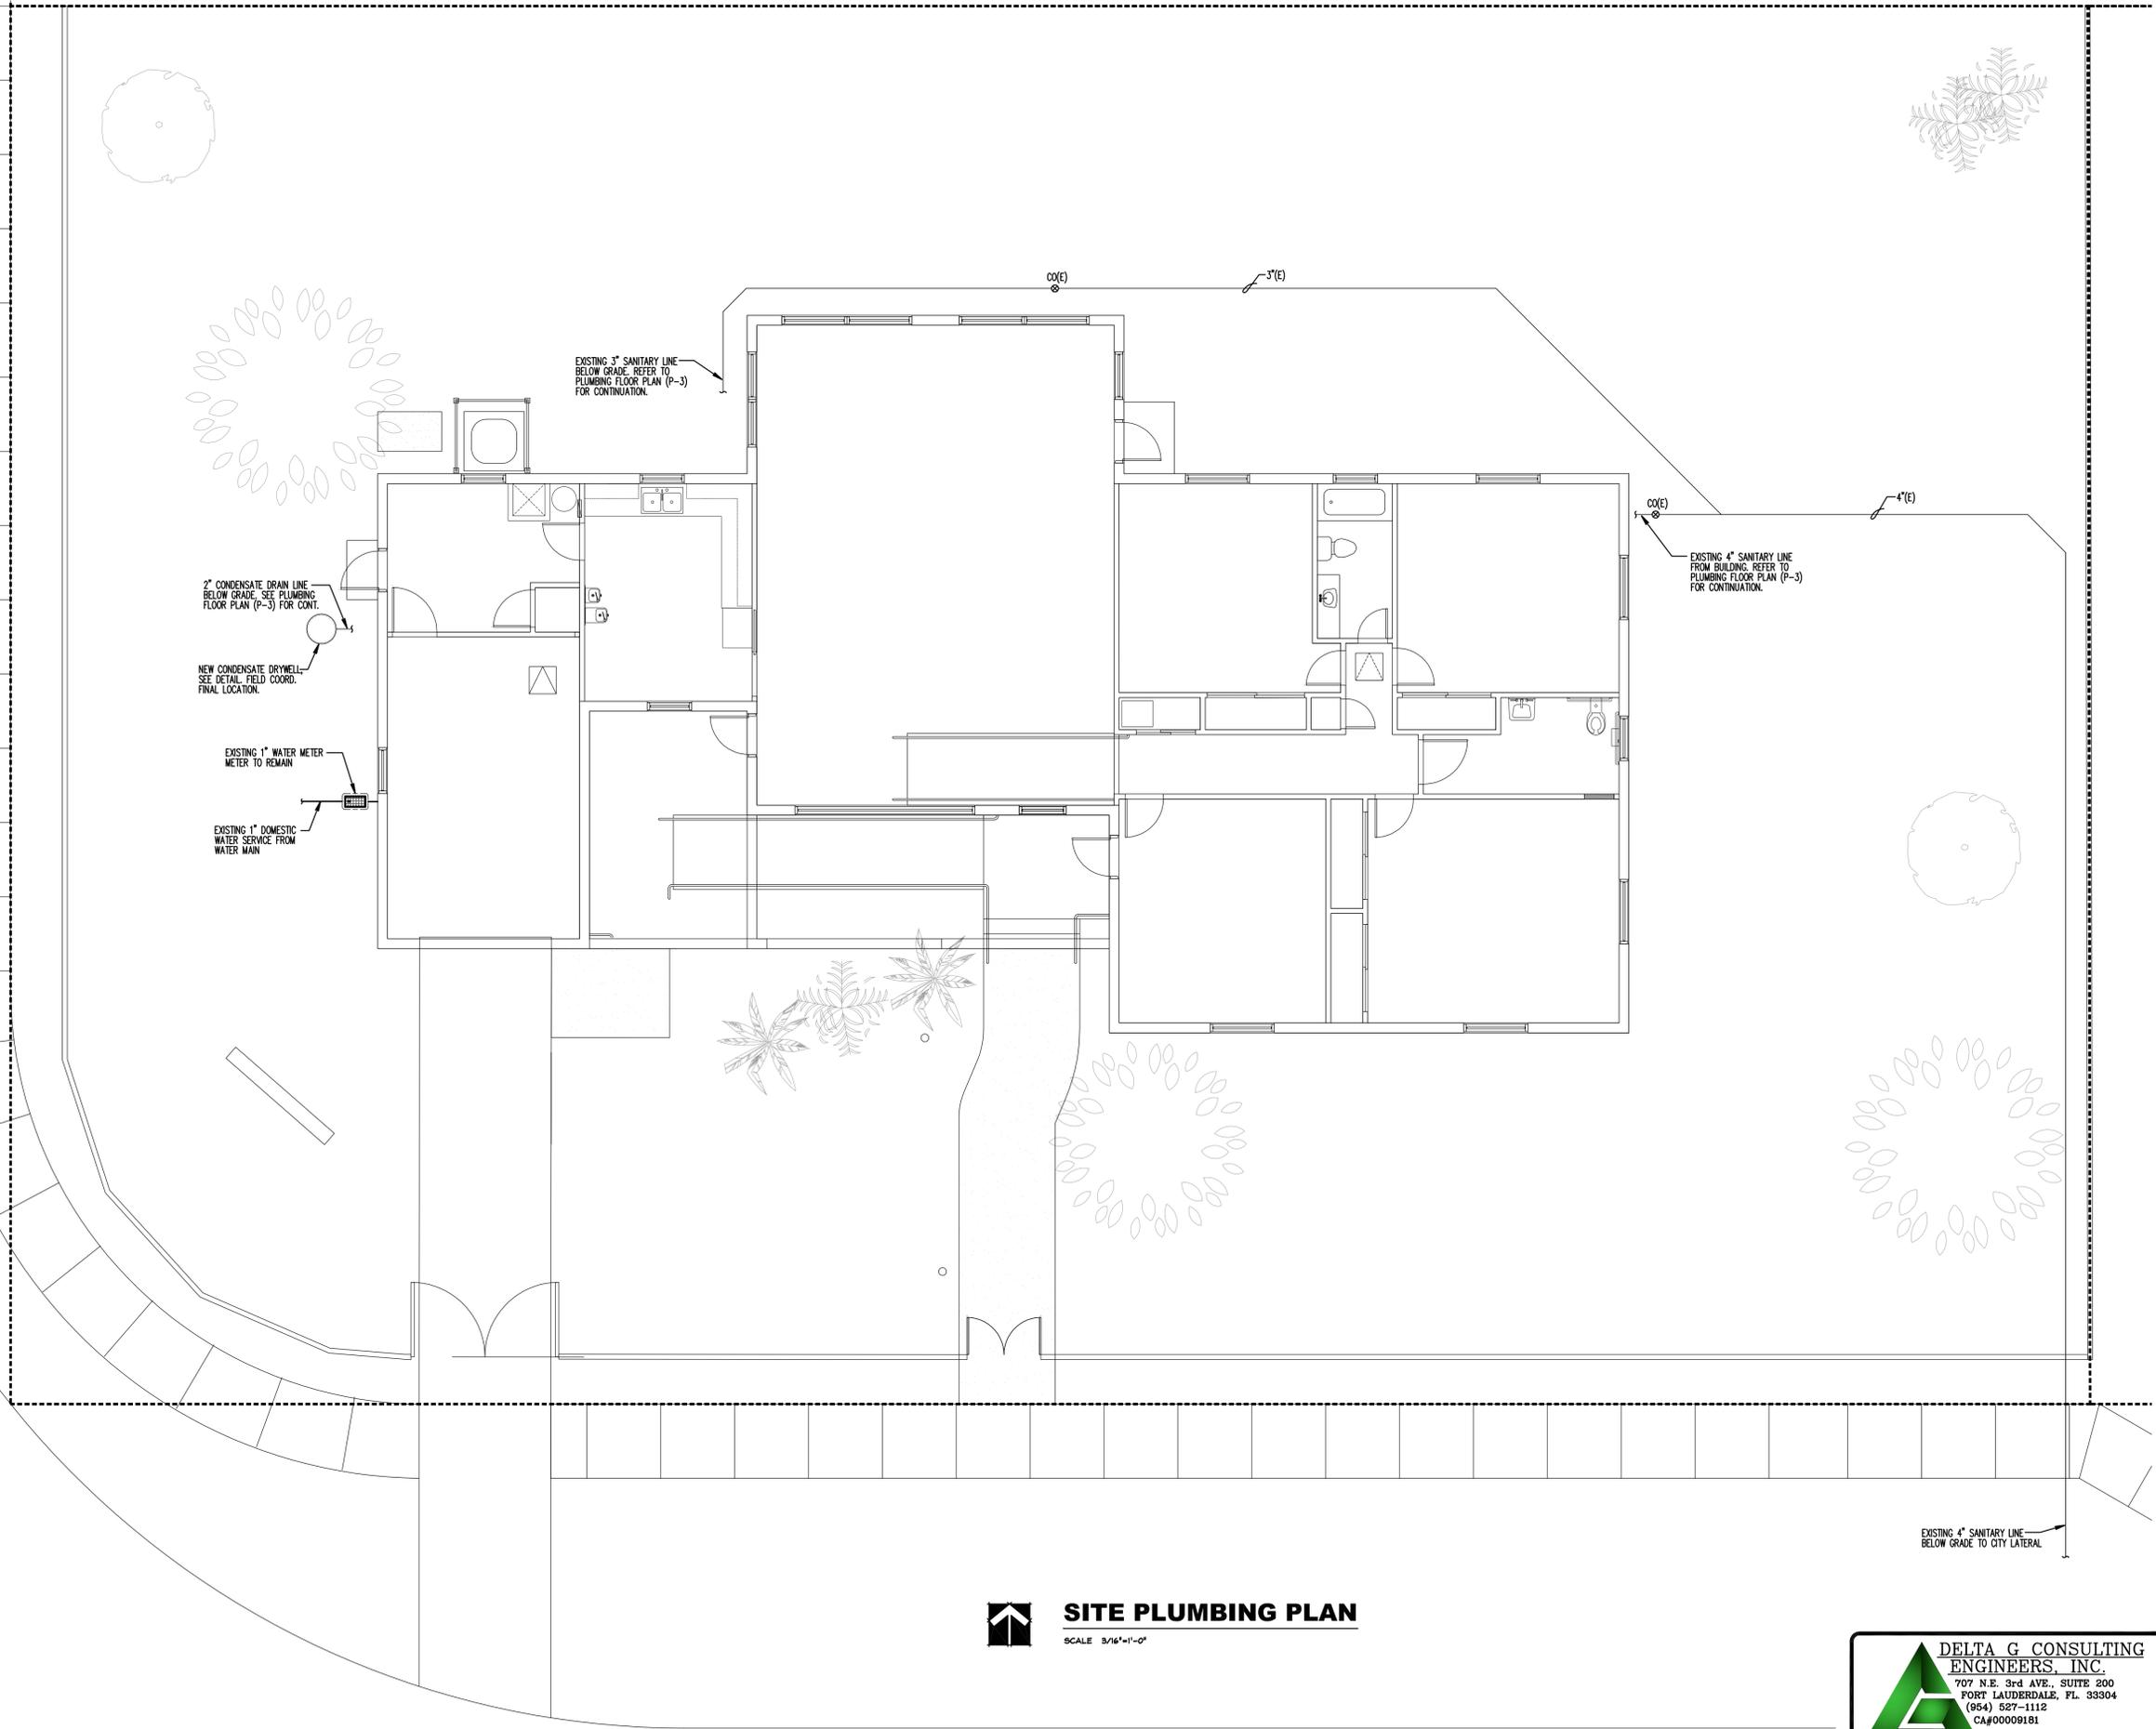 CO(E)
3"(E)
EXISTING 3" SANITARY LINE
BELOW GRADE. REFER TO
PLUMBING FLOOR PLAN (P-3)
FOR CONTINUATION.
CO(E)
4"(E)
EXISTING 4" SANITARY LINE
FROM BUILDING. REFER TO
PLUMBING FLOOR PLAN (P-3)
FOR CONTINUATION.
2" CONDENSATE DRAIN LINE
BELOW GRADE. SEE PLUMBING
FLOOR PLAN (P-3) FOR CONT.
NEW CONDENSATE DRYWELL,
SEE DETAIL. FIELD COORD.
FINAL LOCATION.
EXISTING 1" WATER METER
METER TO REMAIN
EXISTING 1" DOMESTIC
WATER SERVICE FROM
WATER MAIN
EXISTING 4" SANITARY LINE
BELOW GRADE TO CITY LATERAL
SITE PLUMBING PLAN
SCALE 3/16"=1'-0"
DELTA G CONSULTING
ENGINEERS, INC.
707 N.E. 3rd AVE., SUITE 200
FORT LAUDERDALE, FL. 33304
(954) 527-1112
CA#00009181